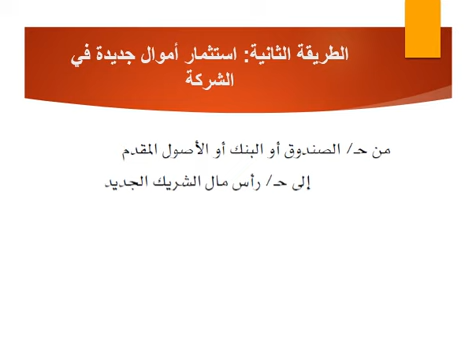 الطريقة الثانية: استثمار أموال جديدة في
الشركة
من حـ/ الصندوق أو البنك أو الأصول المقدم
إلى حـ/ رأس مال الشريك الجديد